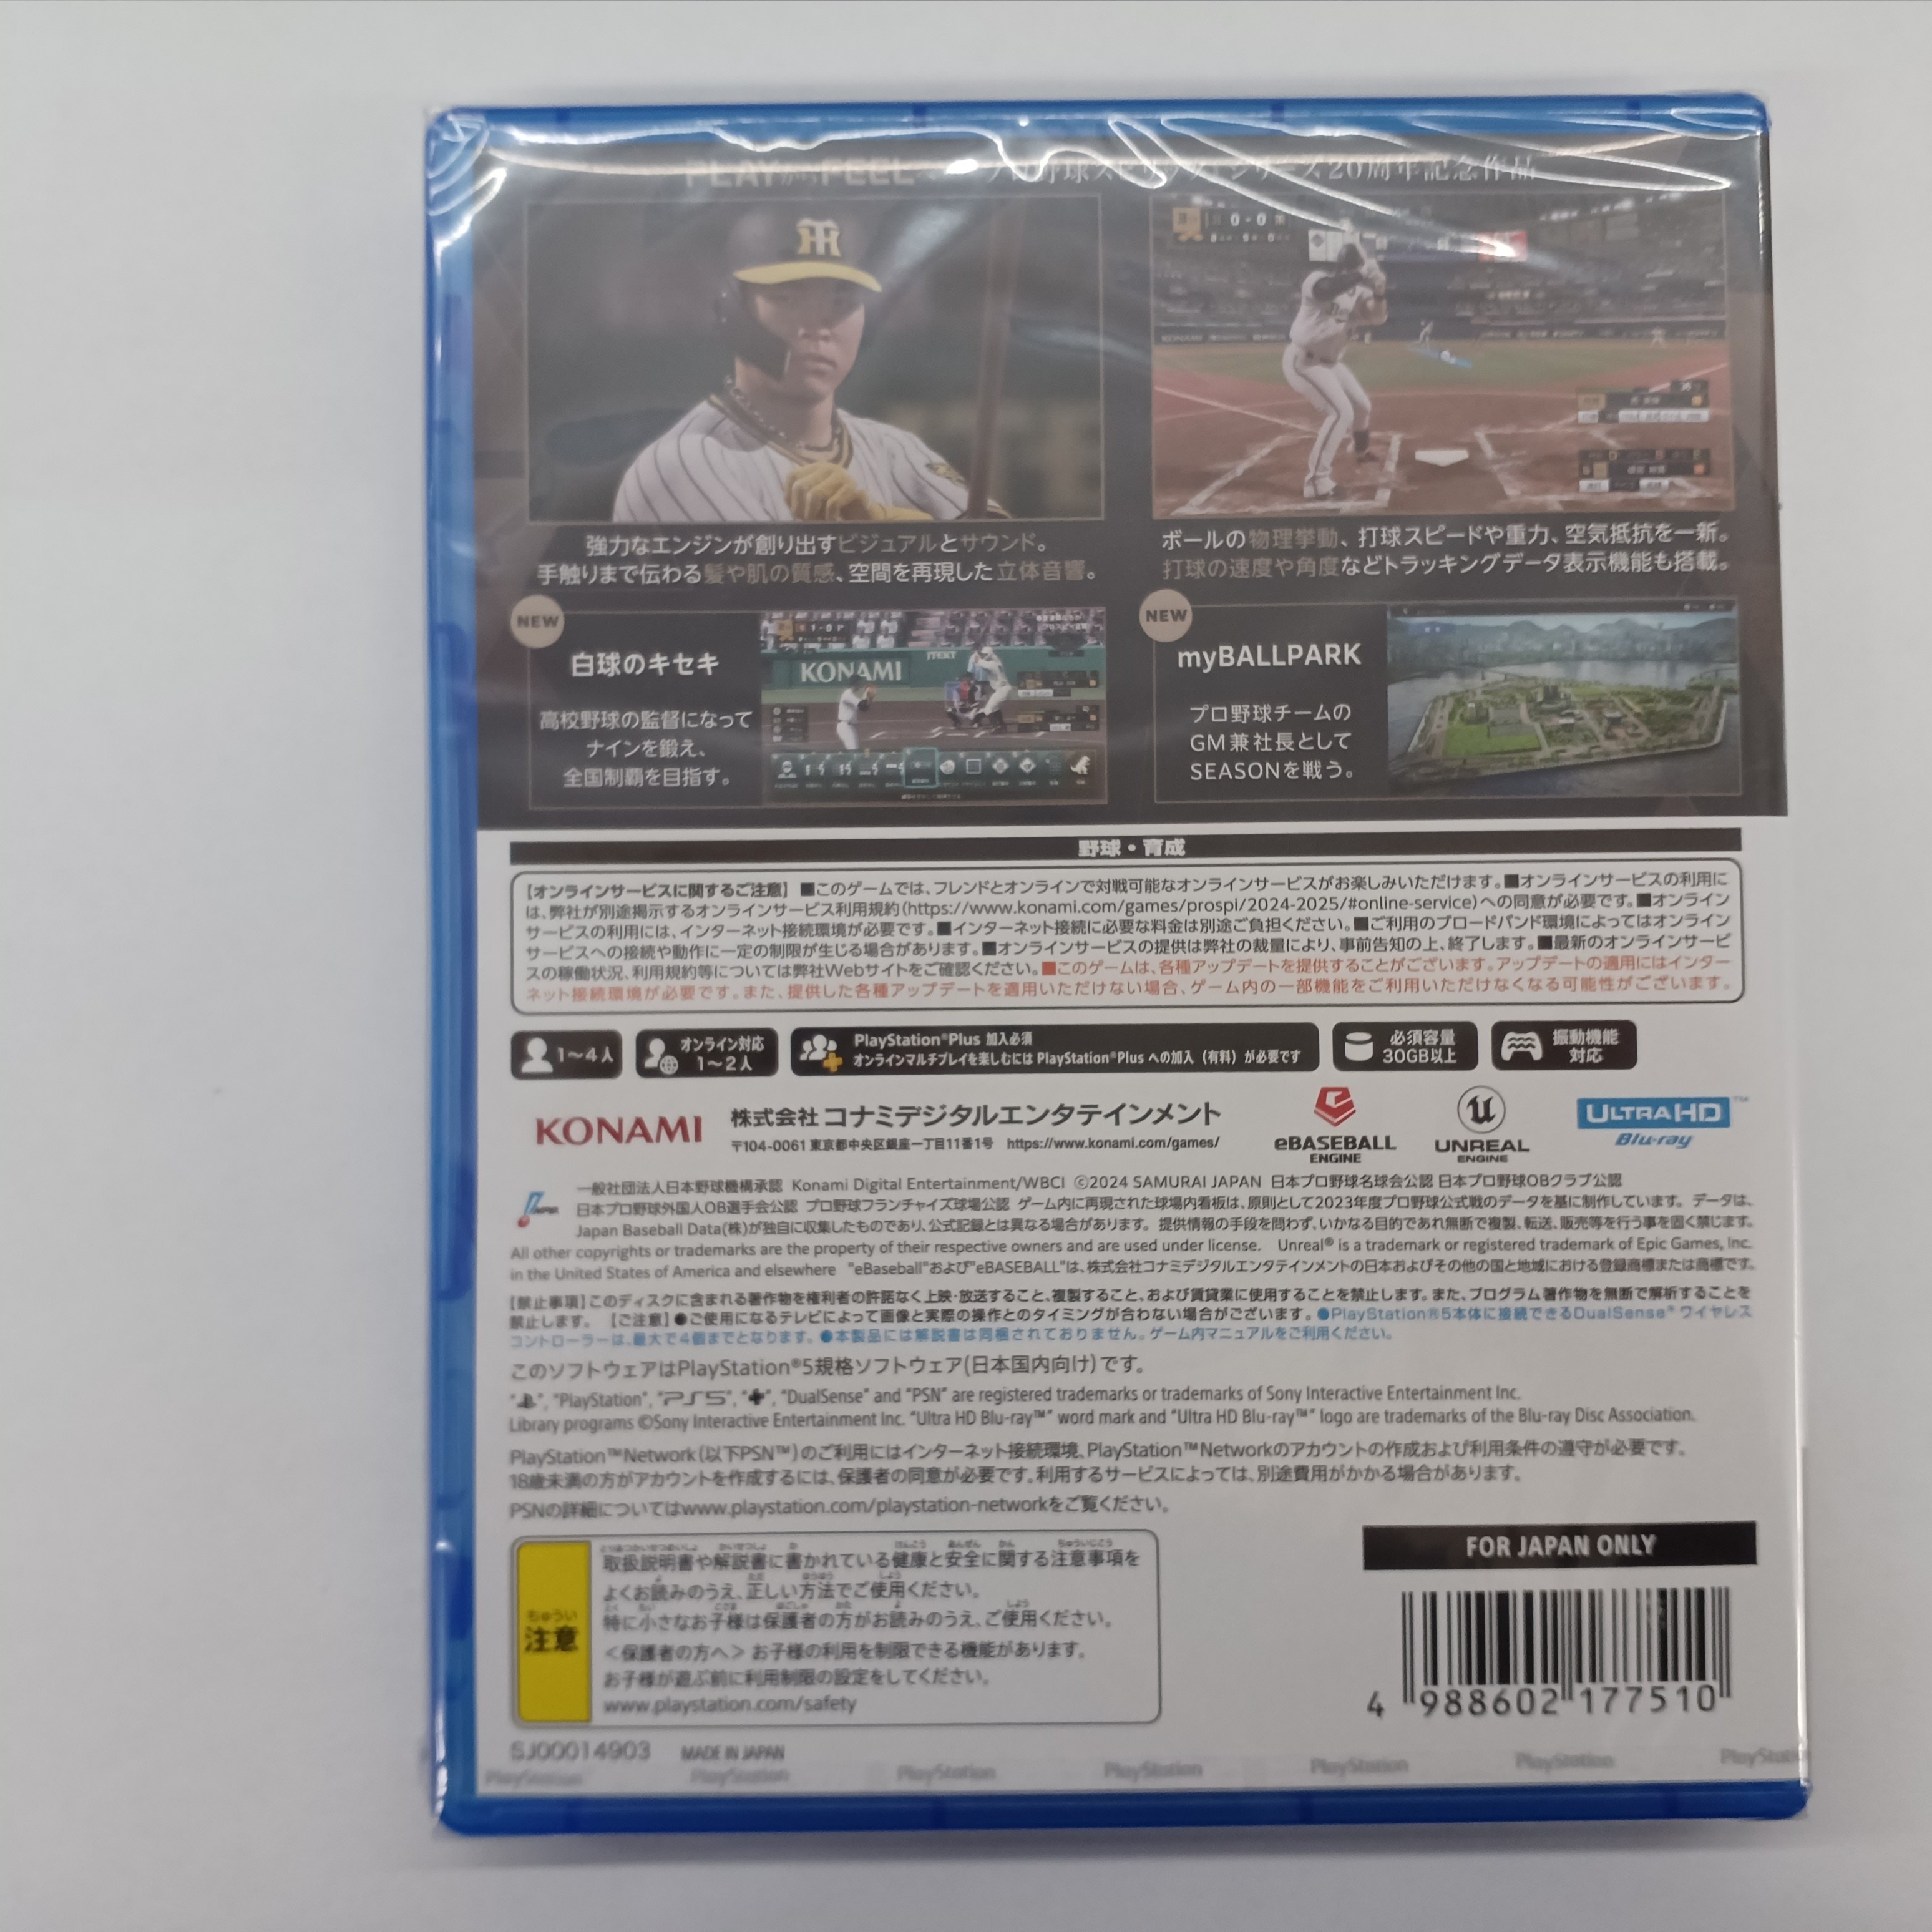 PLAYからFEELへ プロ野球スピリッツシリーズ20周年記念作品
0-0
強力なエンジンが創り出すビジュアルとサウンド。
手触りまで伝わる髪や肌の質感、空間を再現した立体音響。
ボールの物理挙動、打球スピードや重力、空気抵抗を一新。
打球の速度や角度などトラッキングデータ表示機能も搭載。
NEW
白球のキセキ
高校野球の監督になって
ナインを鍛え、
全国制覇を目指す。
1-0
KONAMI
JTEKT
NEW
myBALLPARK
プロ野球チームの
GM兼社長として
SEASONを戦う。
野球・育成
【オンラインサービスに関するご注意】 ■このゲームでは、フレンドとオンラインで対戦可能なオンラインサービスがお楽しみいただけます。■オンラインサービスの利用に
は、弊社が別途掲示するオンラインサービス利用規約(https://www.konami.com/games/prospi/2024-2025/#online-service)への同意が必要です。■オンライン
サービスの利用には、インターネット接続環境が必要です。■インターネット接続に必要な料金は別途ご負担ください。■ご利用のブロードバンド環境によってはオンライン
サービスへの接続や動作に一定の制限が生じる場合があります。■オンラインサービスの提供は弊社の裁量により、事前告知の上、終了します。■最新のオンラインサービ
スの稼働状況、利用規約等については弊社Webサイトをご確認ください。■このゲームは、各種アップデートを提供することがございます。アップデートの適用にはインター
ネット接続環境が必要です。また、提供した各種アップデートを適用いただけない場合、ゲーム内の一部機能をご利用いただけなくなる可能性がございます。
1～4人
オンライン対応
1～2人
PlayStation®Plus 加入必須
オンラインマルチプレイを楽しむには PlayStation®Plus への加入（有料）が必要です
必須容量
30GB以上
振動機能
対応
KONAMI
株式会社 コナミデジタルエンタテインメント
〒104-0061 東京都中央区銀座一丁目11番1号 https://www.konami.com/games/
eBASEBALL
ENGINE
UNREAL
ENGINE
ULTRA HD™
Blu-ray
一般社団法人日本野球機構承認 Konami Digital Entertainment/WBCI ©2024 SAMURAI JAPAN 日本プロ野球名球会公認 日本プロ野球OBクラブ公認
日本プロ野球外国人OB選手会公認 プロ野球フランチャイズ球場公認 ゲーム内に再現された球場内看板は、原則として2023年度プロ野球公式戦のデータを基に制作しています。 データは、
Japan Baseball Data(株)が独自に収集したものであり、公式記録とは異なる場合があります。 提供情報の手段を問わず、いかなる目的であれ無断で複製、転送、販売等を行う事を固く禁じます。
All other copyrights or trademarks are the property of their respective owners and are used under license. Unreal® is a trademark or registered trademark of Epic Games, Inc.
in the United States of America and elsewhere "eBaseball"および"eBASEBALL"は、株式会社コナミデジタルエンタテインメントの日本およびその他の国と地域における登録商標または商標です。
【禁止事項】このディスクに含まれる著作物を権利者の許諾なく上映・放送すること、複製すること、および賃貸業に使用することを禁止します。また、プログラム著作物を無断で解析することを
禁止します。 【ご注意】●ご使用になるテレビによって画像と実際の操作とのタイミングが合わない場合がございます。●PlayStation®5本体に接続できるDualSense®ワイヤレス
コントローラーは、最大で4個までとなります。●本製品には解説書は同梱されておりません。ゲーム内マニュアルをご利用ください。
このソフトウェアはPlayStation®5規格ソフトウェア(日本国内向け)です。
"PlayStation", "PS5", "DualSense" and "PSN" are registered trademarks or trademarks of Sony Interactive Entertainment Inc.
Library programs ©Sony Interactive Entertainment Inc. "Ultra HD Blu-ray™" word mark and "Ultra HD Blu-ray™" logo are trademarks of the Blu-ray Disc Association.
PlayStation™Network(以下PSN™)のご利用にはインターネット接続環境、PlayStation™Networkのアカウントの作成および利用条件の遵守が必要です。
18歳未満の方がアカウントを作成するには、保護者の同意が必要です。利用するサービスによっては、別途費用がかかる場合があります。
PSNの詳細についてはwww.playstation.com/playstation-networkをご覧ください。
ちゅうい
注意
取扱説明書や解説書に書かれている健康と安全に関する注意事項を
よくお読みのうえ、正しい方法でご使用ください。
特に小さなお子様は保護者の方がお読みのうえ、ご使用ください。
＜保護者の方へ＞ お子様の利用を制限できる機能があります。
お子様が遊ぶ前に利用制限の設定をしてください。
www.playstation.com/safety
FOR JAPAN ONLY
4 988602 177510
SJ00014903 MADE IN JAPAN
PlayStation PlayStation PlayStation PlayStation PlayStation PlayStation PlayStation